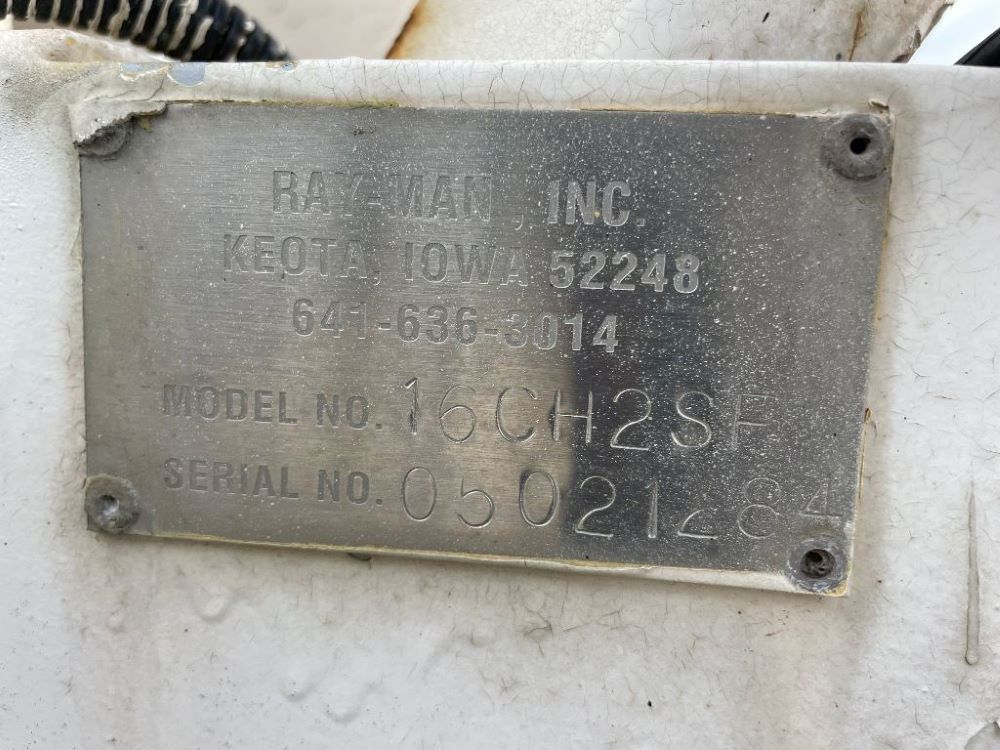 RAY-MAN, INC.
KEOTA, IOWA 52248
641-636-3014
MODEL NO. 16CH2SF
SERIAL NO. 05021284